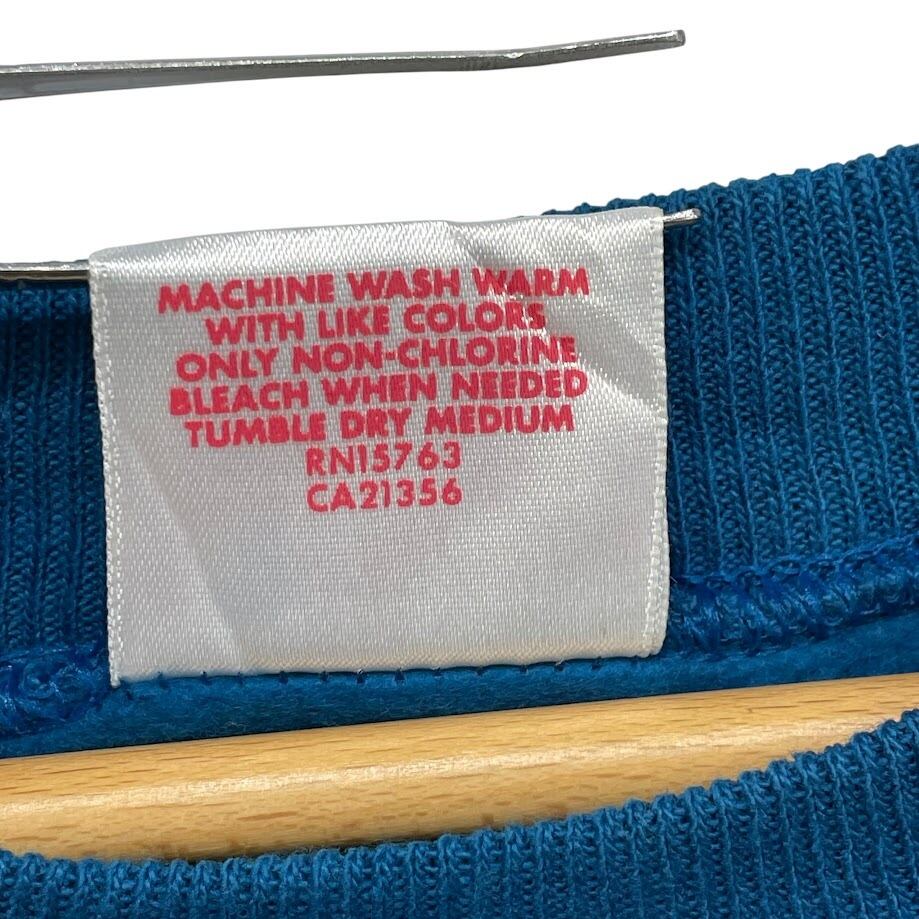 MACHINE WASH WARM
WITH LIKE COLORS
ONLY NON-CHLORINE
BLEACH WHEN NEEDED
TUMBLE DRY MEDIUM
RN15763
CA21356